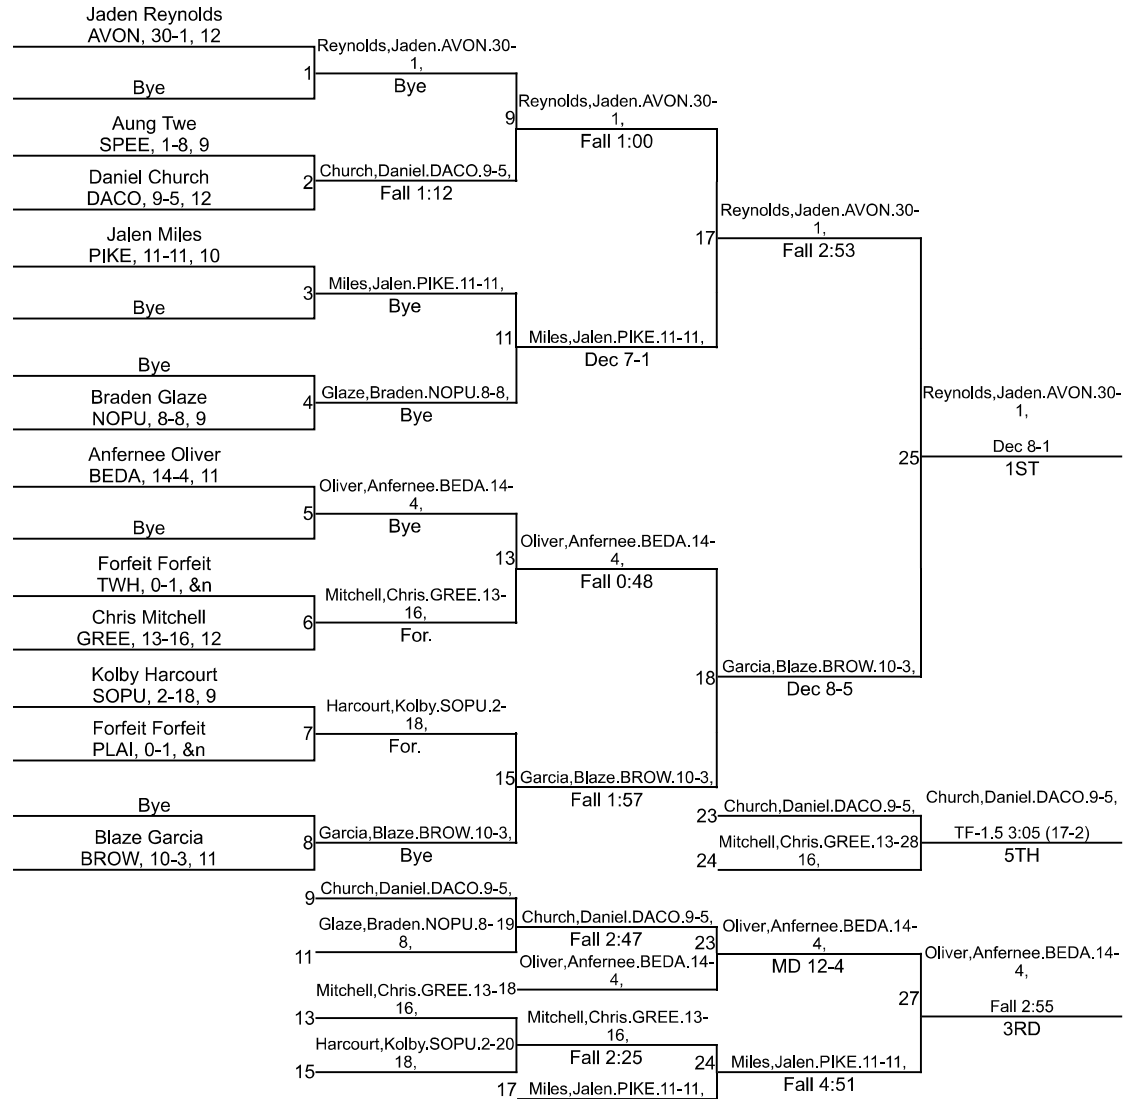 Jaden Reynolds
AVON, 30-1, 12
Bye
1
Reynolds,Jaden.AVON.30-
1,
Bye
Aung Twe
SPEE, 1-8, 9
Daniel Church
DACO, 9-5, 12
2
Church,Daniel.DACO.9-5,
Fall 1:12
9
Reynolds,Jaden.AVON.30-
1,
Fall 1:00
Jalen Miles
PIKE, 11-11, 10
Bye
3
Miles,Jalen.PIKE.11-11,
Bye
Bye
Braden Glaze
NOPU, 8-8, 9
4
Glaze,Braden.NOPU.8-8,
Bye
11
Miles,Jalen.PIKE.11-11,
Dec 7-1
17
Reynolds,Jaden.AVON.30-
1,
Fall 2:53
Anfernee Oliver
BEDA, 14-4, 11
Bye
5
Oliver,Anfernee.BEDA.14-
4,
Bye
Forfeit Forfeit
TWH, 0-1, &n
Chris Mitchell
GREE, 13-16, 12
6
Mitchell,Chris.GREE.13-
16,
For.
13
Oliver,Anfernee.BEDA.14-
4,
Fall 0:48
Kolby Harcourt
SOPU, 2-18, 9
Forfeit Forfeit
PLAI, 0-1, &n
7
Harcourt,Kolby.SOPU.2-
18,
For.
Bye
Blaze Garcia
BROW, 10-3, 11
8
Garcia,Blaze.BROW.10-3,
Bye
15
Garcia,Blaze.BROW.10-3,
Fall 1:57
18
Garcia,Blaze.BROW.10-3,
Dec 8-5
25
Reynolds,Jaden.AVON.30-
1,
Dec 8-1
1ST
23
Church,Daniel.DACO.9-5,
24
Mitchell,Chris.GREE.13-
16,
28
Church,Daniel.DACO.9-5,
TF-1.5 3:05 (17-2)
5TH
9
Church,Daniel.DACO.9-5,
11
Glaze,Braden.NOPU.8-
8,
19
Church,Daniel.DACO.9-5,
Fall 2:47
18
Oliver,Anfernee.BEDA.14-
4,
23
Oliver,Anfernee.BEDA.14-
4,
MD 12-4
13
Mitchell,Chris.GREE.13-
16,
15
Harcourt,Kolby.SOPU.2-
18,
20
Mitchell,Chris.GREE.13-
16,
Fall 2:25
17
Miles,Jalen.PIKE.11-11,
24
Miles,Jalen.PIKE.11-11,
Fall 4:51
27
Oliver,Anfernee.BEDA.14-
4,
Fall 2:55
3RD